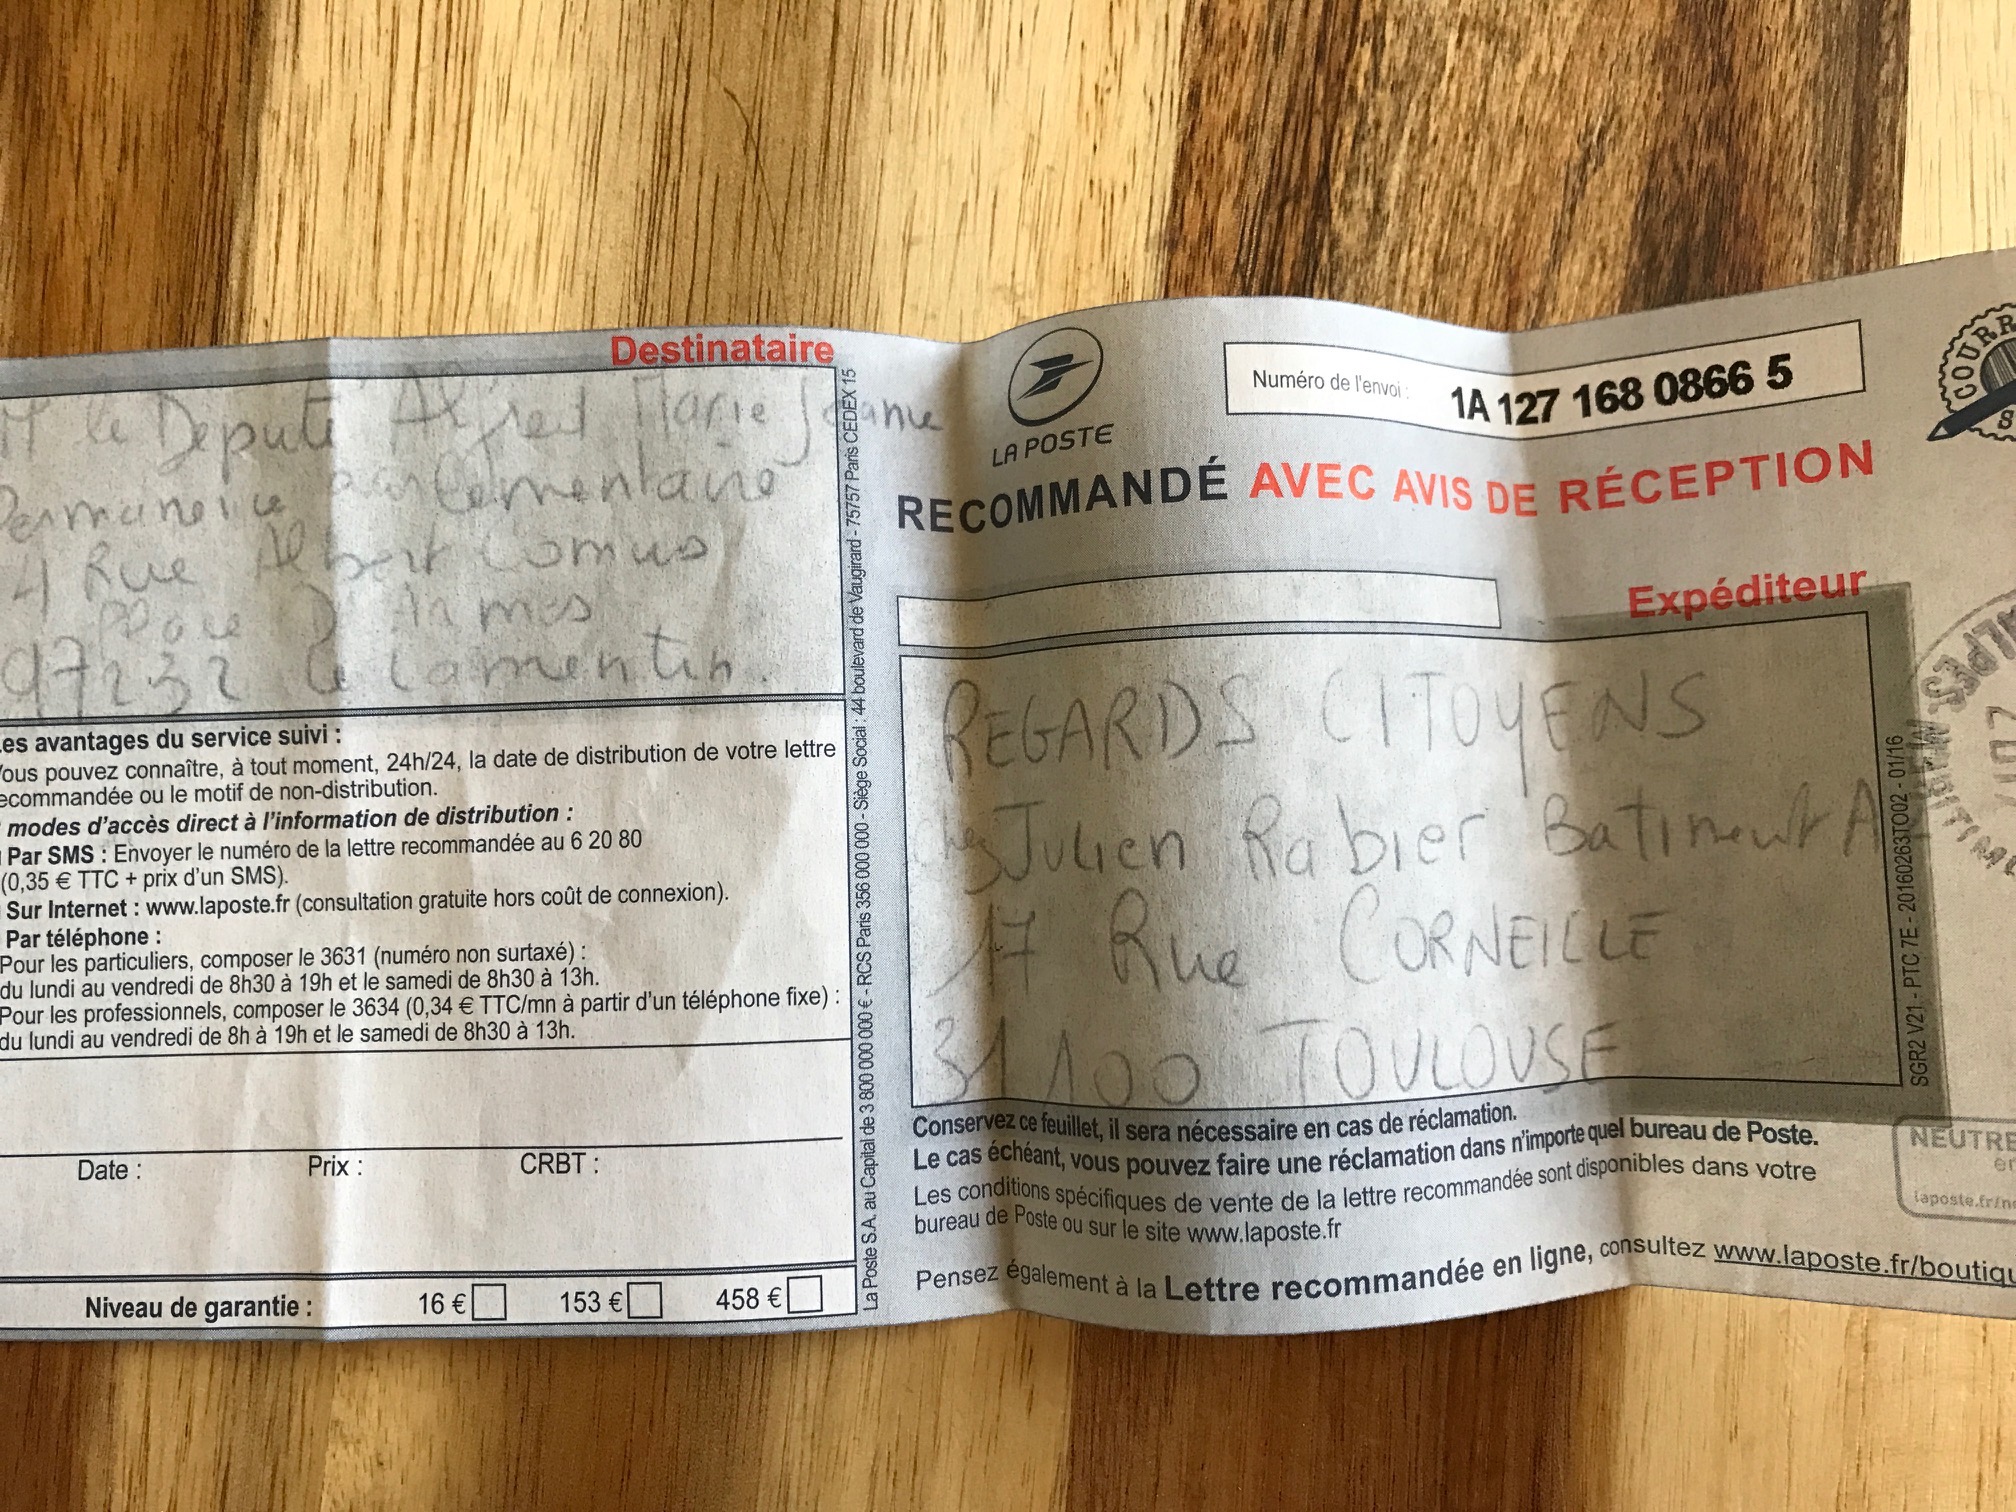 Destinataire
M le Deputé Alfred Marie Jeanne
Permanence parlementaire
4 Rue Albert Comus
Place D'Armes
97232 Le Lamentin.
Les avantages du service suivi :
Vous pouvez connaître, à tout moment, 24h/24, la date de distribution de votre lettre
recommandée ou le motif de non-distribution.
modes d'accès direct à l'information de distribution :
Par SMS : Envoyer le numéro de la lettre recommandée au 6 20 80
(0,35 € TTC + prix d'un SMS).
Sur Internet : www.laposte.fr (consultation gratuite hors coût de connexion).
Par téléphone :
Pour les particuliers, composer le 3631 (numéro non surtaxé) :
du lundi au vendredi de 8h30 à 19h et le samedi de 8h30 à 13h.
Pour les professionnels, composer le 3634 (0,34 € TTC/mn à partir d'un téléphone fixe) :
du lundi au vendredi de 8h à 19h et le samedi de 8h30 à 13h.
Date : Prix : CRBT :
Niveau de garantie : 16 € 153 € 458 €
La Poste S.A. au Capital de 3 800 000 000 € - RCS Paris 356 000 000 - Siège Social : 44 boulevard de Vaugirard - 75757 Paris CEDEX 15
LA POSTE
Numéro de l'envoi : 1A 127 168 0866 5
RECOMMANDÉ AVEC AVIS DE RÉCEPTION
Expéditeur
REGARDS CITOYENS
chez Julien Rabier Batiment A
17 Rue CORNEILLE
31100 TOULOUSE
SGR2 V21 - PTC 7E - 20160263TO02 - 01/16
Conservez ce feuillet, il sera nécessaire en cas de réclamation.
Le cas échéant, vous pouvez faire une réclamation dans n'importe quel bureau de Poste.
Les conditions spécifiques de vente de la lettre recommandée sont disponibles dans votre
bureau de Poste ou sur le site www.laposte.fr
Pensez également à la Lettre recommandée en ligne, consultez www.laposte.fr/boutiqu
COURR
ALPES MARITIME
NEUTRE
laposte.fr/ne